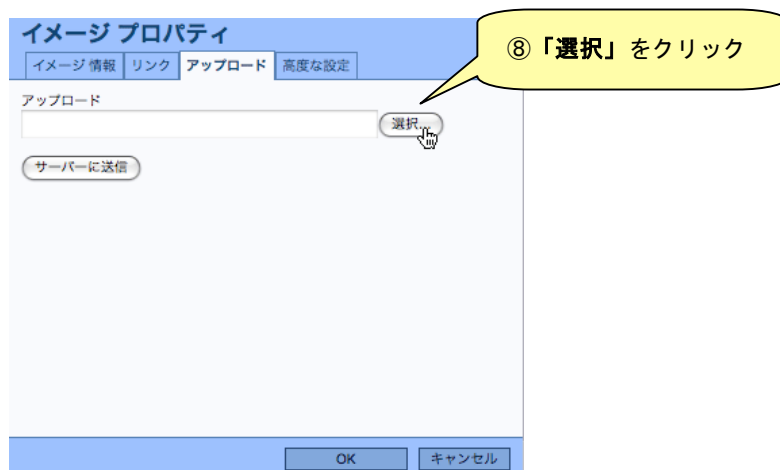 イメージ プロパティ
イメージ 情報 リンク アップロード 高度な設定
⑧「選択」をクリック
アップロード
選択...
サーバーに送信
OK キャンセル